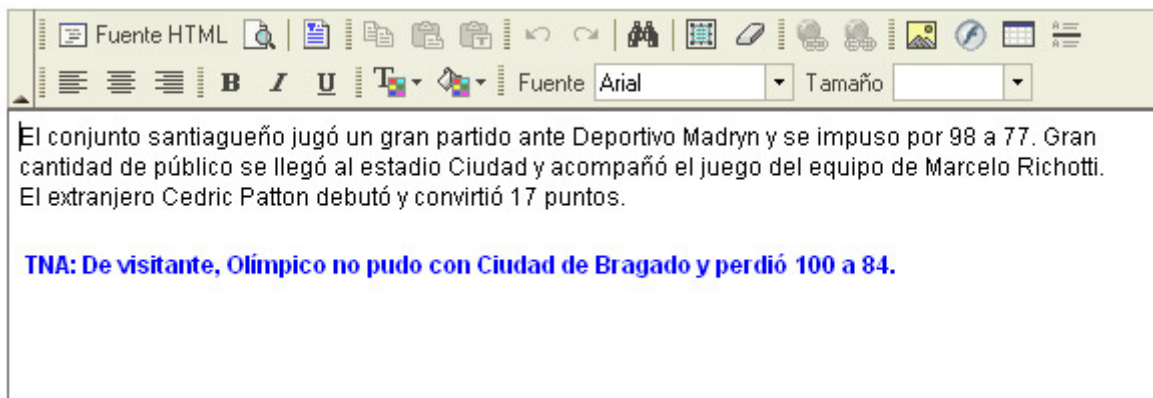 Fuente HTML
B I U Fuente Arial Tamaño
El conjunto santiagueño jugó un gran partido ante Deportivo Madryn y se impuso por 98 a 77. Gran
cantidad de público se llegó al estadio Ciudad y acompañó el juego del equipo de Marcelo Richotti.
El extranjero Cedric Patton debutó y convirtió 17 puntos.
TNA: De visitante, Olímpico no pudo con Ciudad de Bragado y perdió 100 a 84.